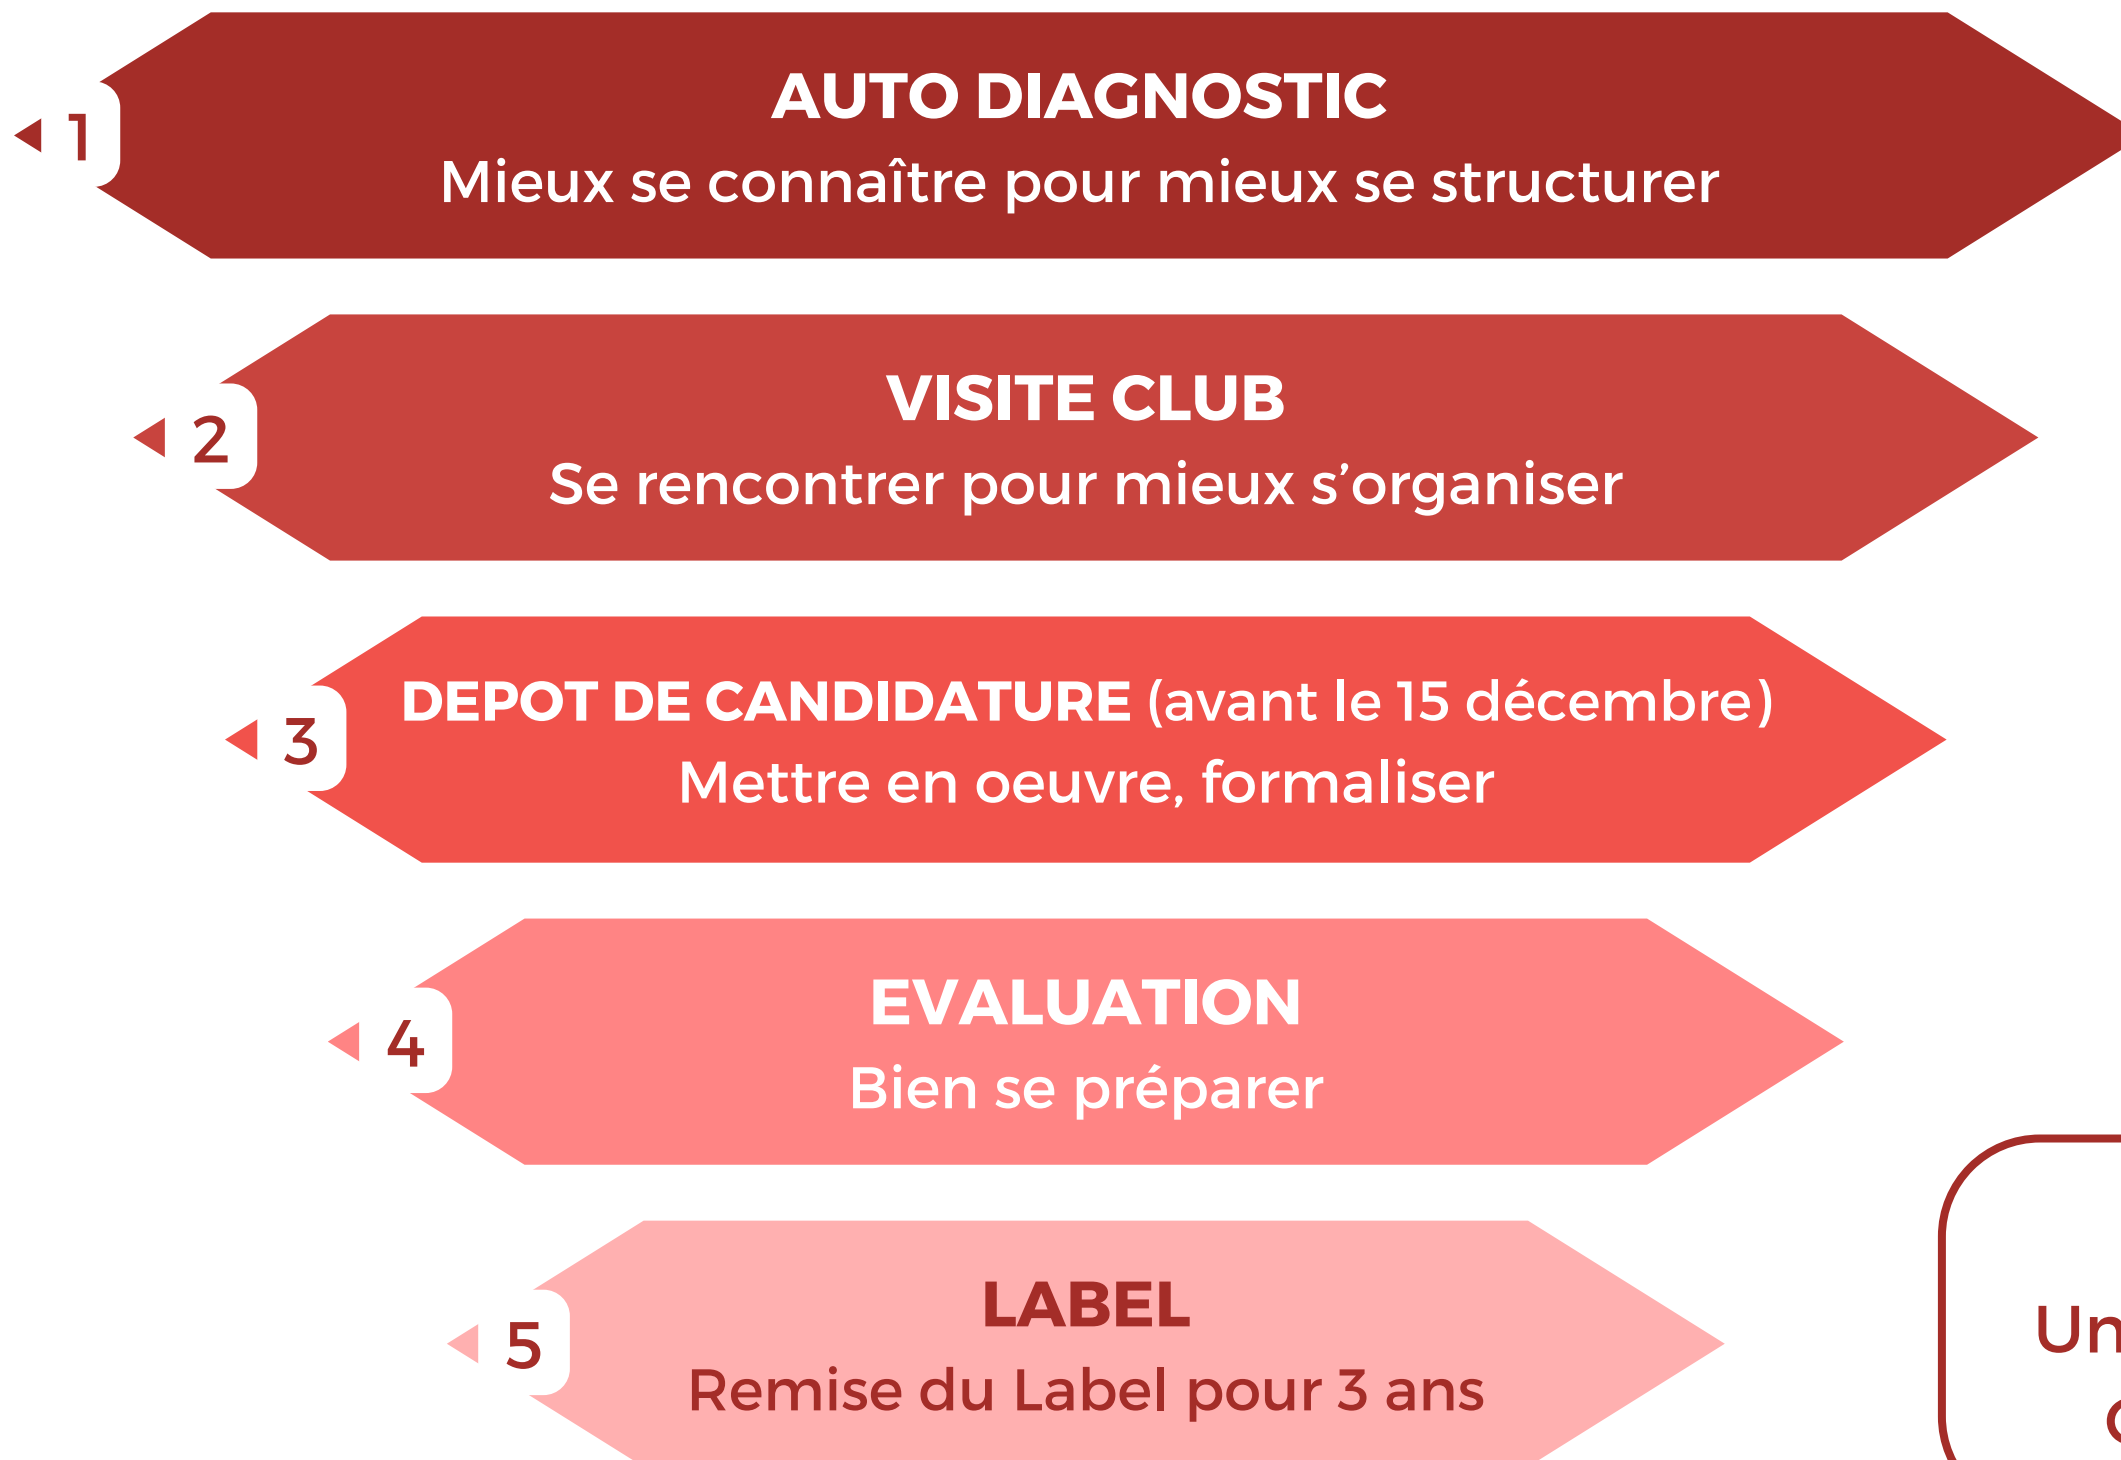 1
AUTO DIAGNOSTIC
Mieux se connaître pour mieux se structurer
2
VISITE CLUB
Se rencontrer pour mieux s’organiser
3
DEPOT DE CANDIDATURE (avant le 15 décembre)
Mettre en oeuvre, formaliser
4
EVALUATION
Bien se préparer
5
LABEL
Remise du Label pour 3 ans